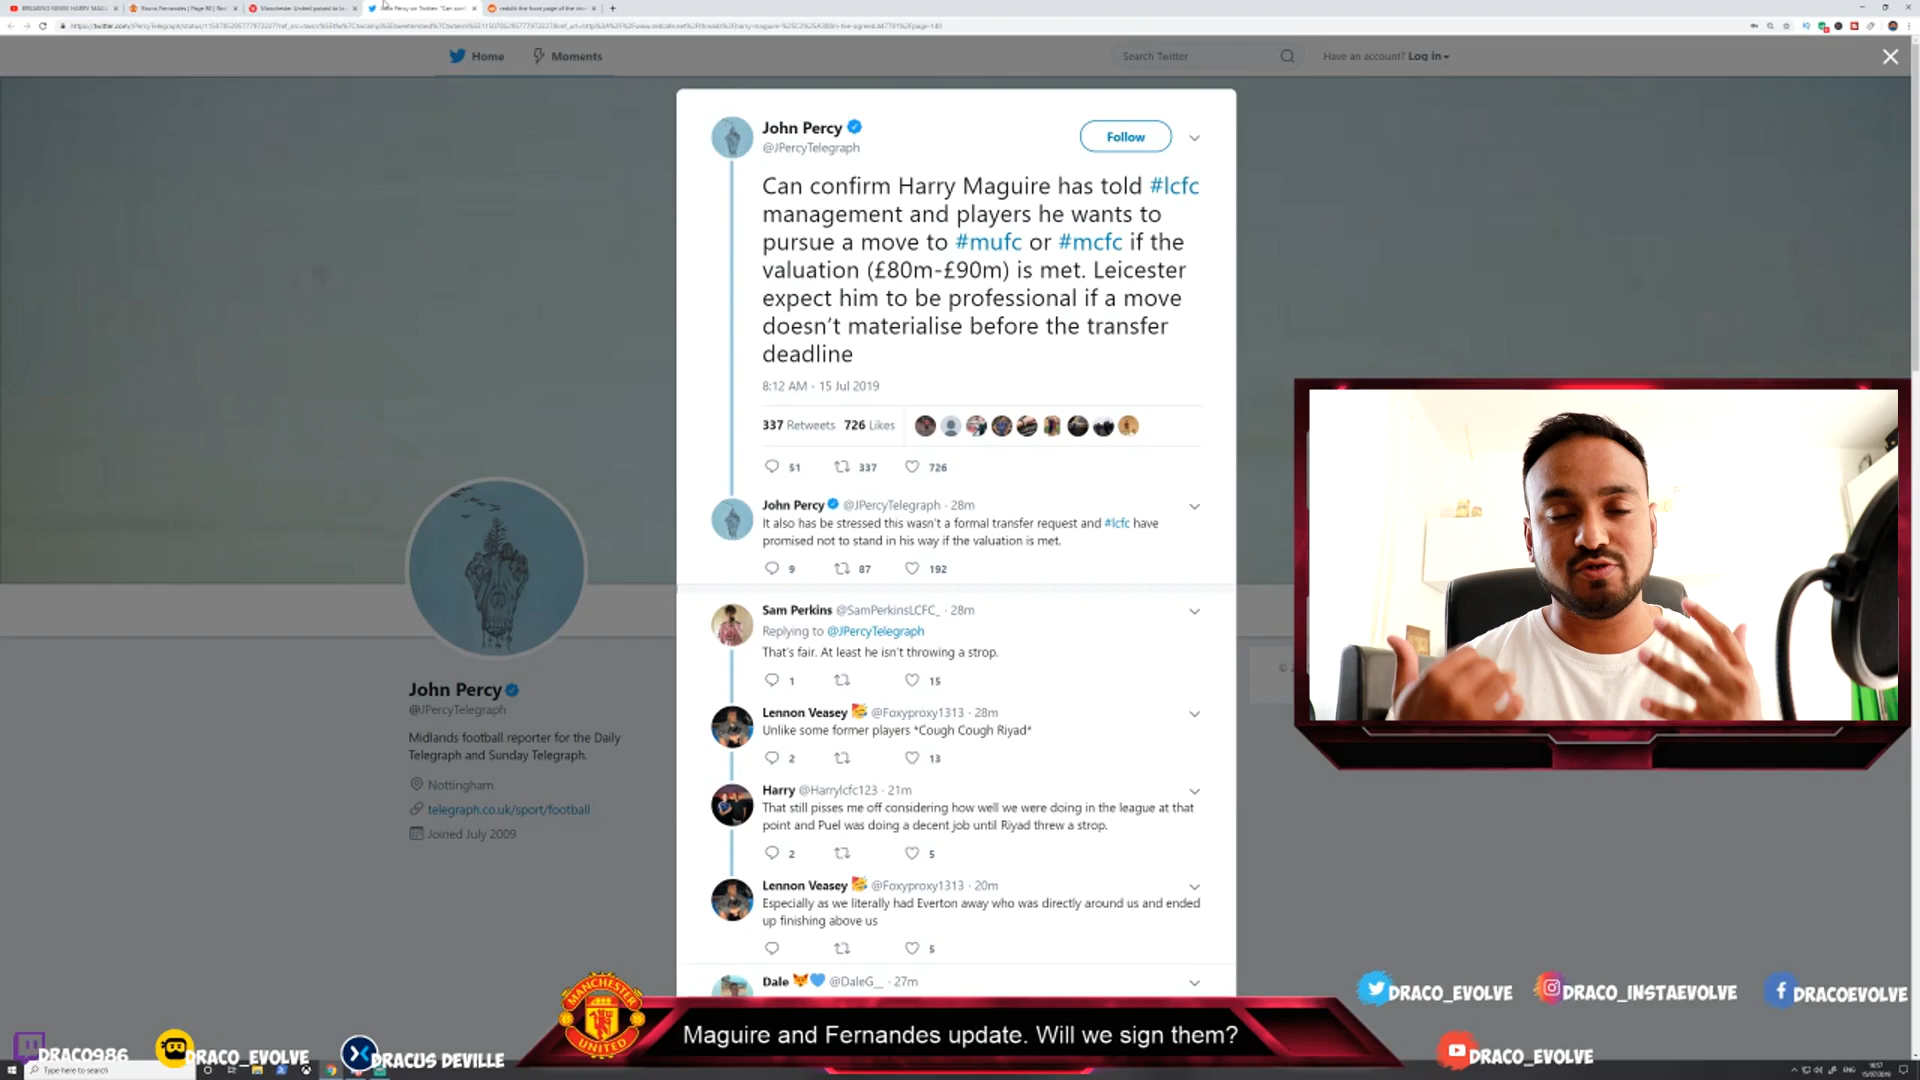 Home
Moments
Search Twitter
Have an account? Log in
John Percy
@JPercyTelegraph
Follow
Can confirm Harry Maguire has told #lcfc
management and players he wants to
pursue a move to #mufc or #mcfc if the
valuation (£80m-£90m) is met. Leicester
expect him to be professional if a move
doesn't materialise before the transfer
deadline
8:12 AM - 15 Jul 2019
337 Retweets 726 Likes
51 337 726
John Percy @JPercyTelegraph · 28m
It also has be stressed this wasn't a formal transfer request and #lcfc have
promised not to stand in his way if the valuation is met.
9 87 192
Sam Perkins @SamPerkinsLCFC_ · 28m
Replying to @JPercyTelegraph
That's fair. At least he isn't throwing a strop.
1 15
Lennon Veasey @Foxyproxy1313 · 28m
Unlike some former players *Cough Cough Riyad*
2 13
Harry @Harrylcfc123 · 21m
That still pisses me off considering how well we were doing in the league at that
point and Puel was doing a decent job until Riyad threw a strop.
2 5
Lennon Veasey @Foxyproxy1313 · 20m
Especially as we literally had Everton away who was directly around us and ended
up finishing above us
5
Dale @DaleG__ · 27m
John Percy
@JPercyTelegraph
Midlands football reporter for the Daily
Telegraph and Sunday Telegraph.
Nottingham
telegraph.co.uk/sport/football
Joined July 2009
MANCHESTER
UNITED
Maguire and Fernandes update. Will we sign them?
DRACO_EVOLVE
DRACO_INSTAEVOLVE
DRACOEVOLVE
DRACO_EVOLVE
DRACO986
DRACO_EVOLVE
DRACUS DEVILLE
Type here to search